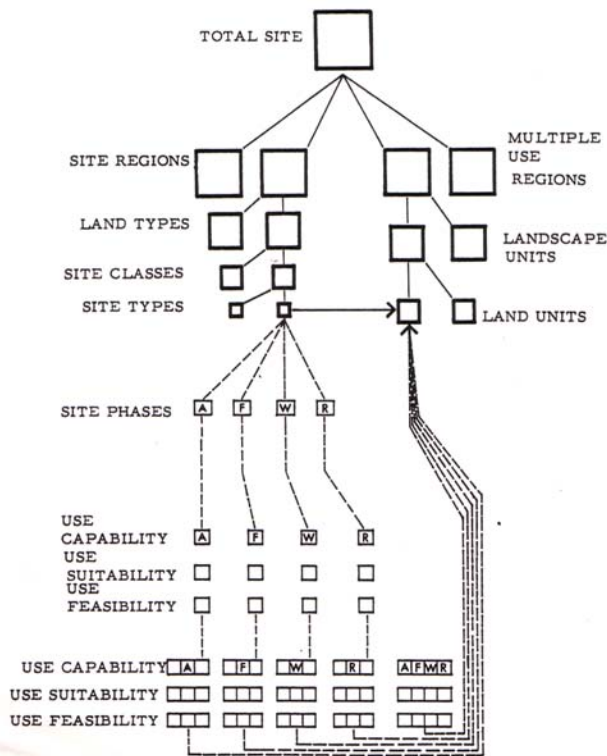 TOTAL SITE
SITE REGIONS
MULTIPLE
USE
REGIONS
LAND TYPES
LANDSCAPE
UNITS
SITE CLASSES
SITE TYPES
LAND UNITS
SITE PHASES
A F W R
USE
CAPABILITY
A F W R
USE
SUITABILITY
USE
FEASIBILITY
USE CAPABILITY
A F W R AFWR
USE SUITABILITY
USE FEASIBILITY